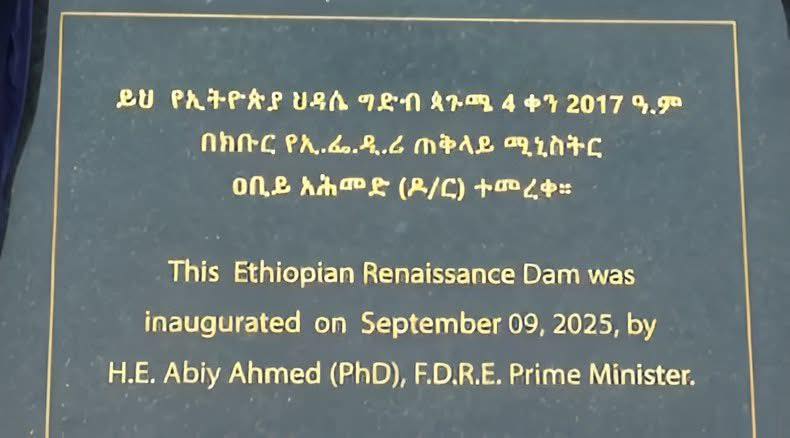 ይህ የኢትዮጵያ ህዳሴ ግድብ ጳጉሜ 4 ቀን 2017 ዓ.ም
በክቡር የኢ.ፌ.ዲ.ሪ ጠቅላይ ሚኒስትር
ዐቢይ አሕመድ (ዶ/ር) ተመረቀ።
This Ethiopian Renaissance Dam was
inaugurated on September 09, 2025, by
H.E. Abiy Ahmed (PhD), F.D.R.E. Prime Minister.